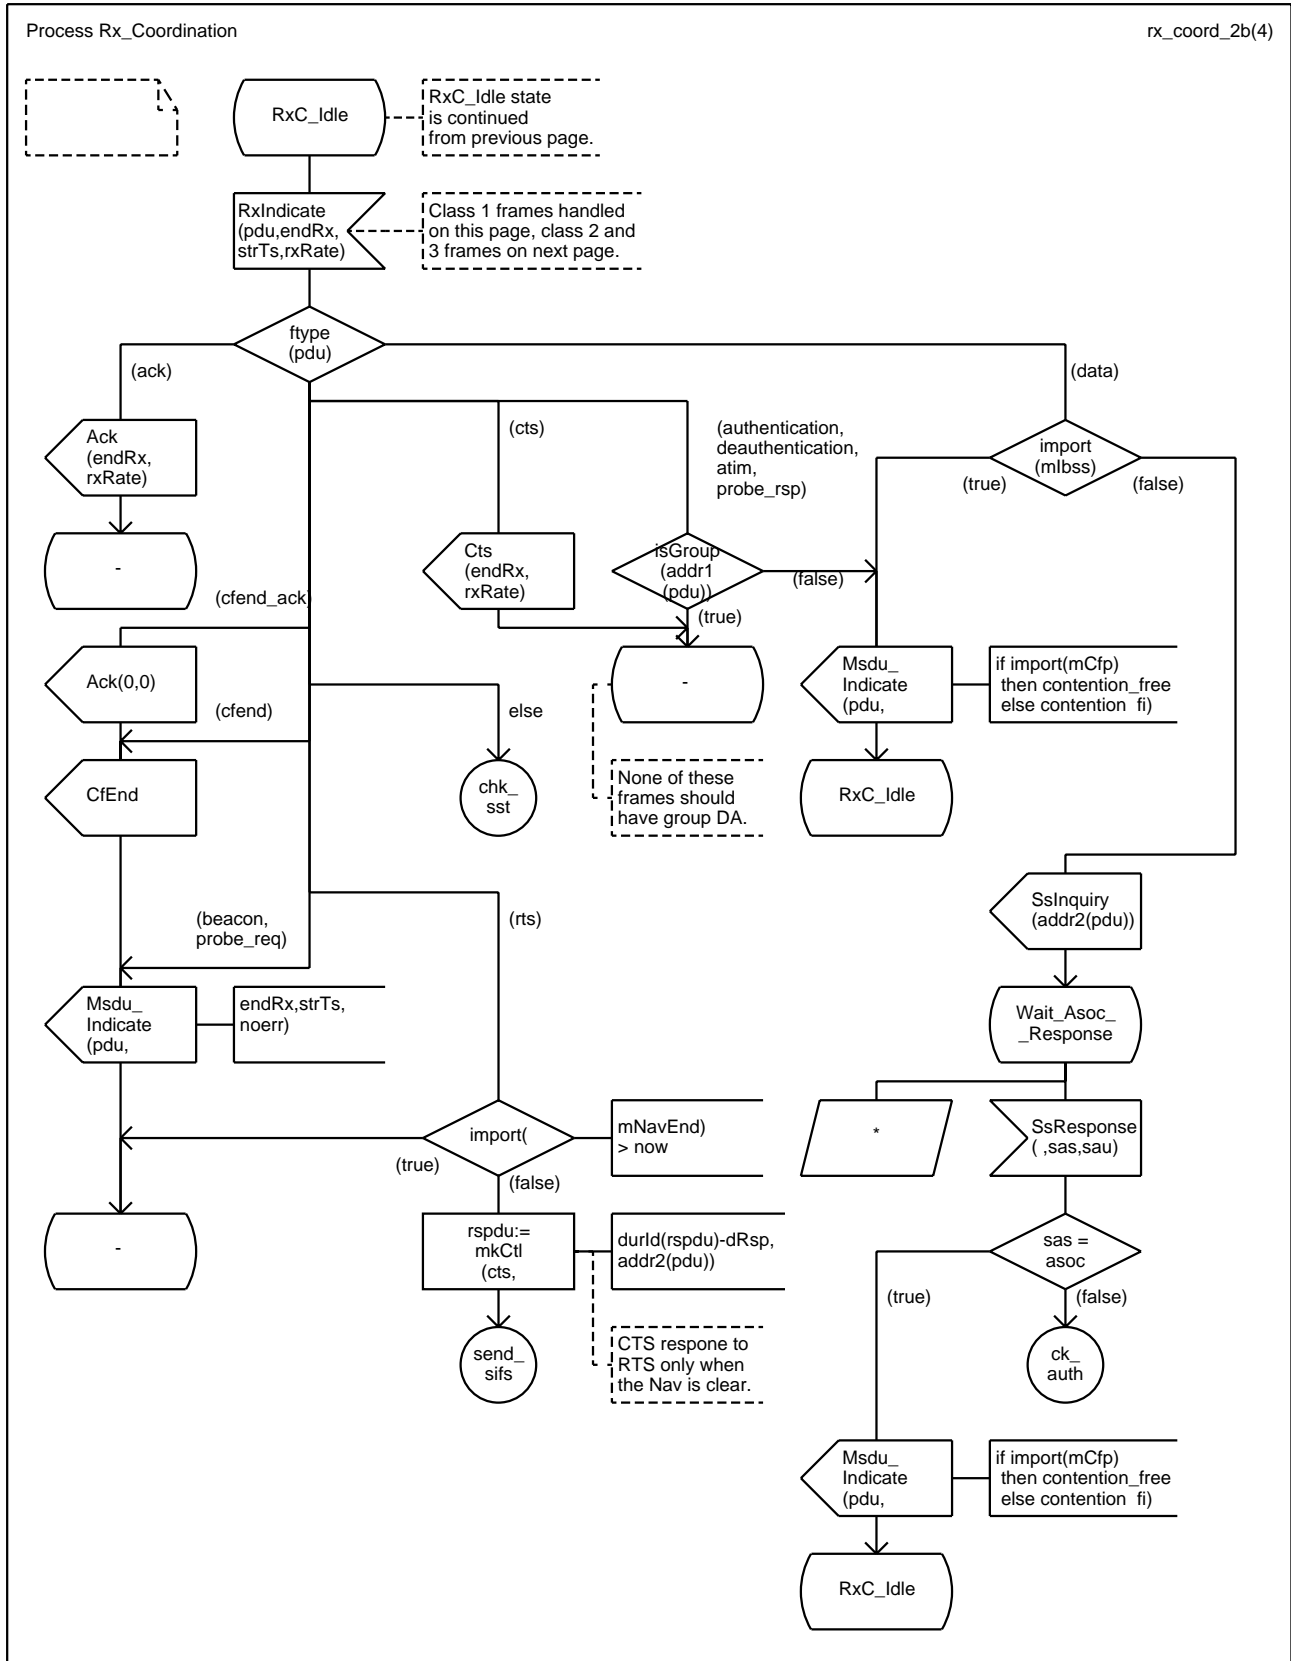 Process Rx_Coordination
rx_coord_2b(4)
RxC_Idle
RxC_Idle state
is continued
from previous page.
RxIndicate
(pdu,endRx,
strTs,rxRate)
Class 1 frames handled
on this page, class 2 and
3 frames on next page.
ftype
(pdu)
(ack)
(data)
Ack
(endRx,
rxRate)
(cts)
(authentication,
deauthentication,
atim,
probe_rsp)
import
(mIbss)
(true)
(false)
-
Cts
(endRx,
rxRate)
isGroup
(addr1
(pdu))
(false)
(true)
(cfend_ack)
Ack(0,0)
-
Msdu_
Indicate
(pdu,
if import(mCfp)
then contention_free
else contention_fi)
(cfend)
else
CfEnd
chk_
sst
None of these
frames should
have group DA.
RxC_Idle
SsInquiry
(addr2(pdu))
(beacon,
probe_req)
(rts)
Msdu_
Indicate
(pdu,
endRx,strTs,
noerr)
Wait_Asoc_
_Response
import(
mNavEnd)
> now
*
SsResponse
( ,sas,sau)
(true)
(false)
-
rspdu:=
mkCtl
(cts,
durId(rspdu)-dRsp,
addr2(pdu))
sas =
asoc
(true)
(false)
send_
sifs
CTS respone to
RTS only when
the Nav is clear.
ck_
auth
Msdu_
Indicate
(pdu,
if import(mCfp)
then contention_free
else contention_fi)
RxC_Idle